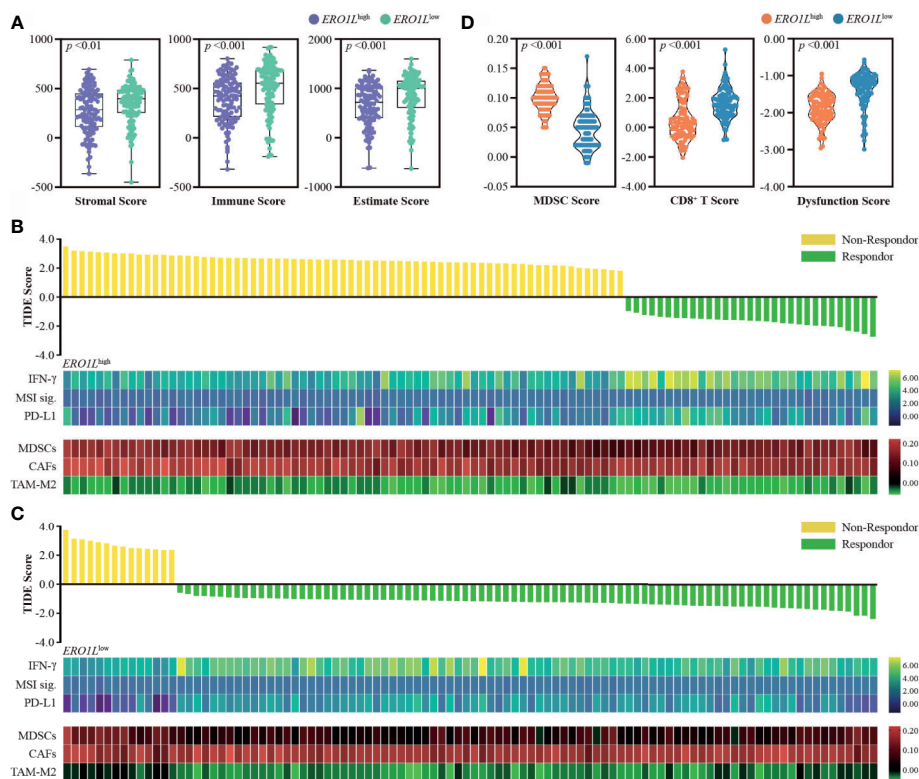 A
ERO1L^high ERO1L^low
1000
500
0
-500
p <0.01
Stromal Score
1000
500
0
-500
p <0.001
Immune Score
2000
1000
0
-1000
p <0.001
Estimate Score
D
ERO1L^high ERO1L^low
0.20
0.15
0.10
0.05
0.00
-0.05
p <0.001
MDSC Score
6.00
4.00
2.00
0.00
-2.00
-4.00
p <0.001
CD8⁺ T Score
0.00
-1.00
-2.00
-3.00
-4.00
p <0.001
Dysfunction Score
B
TIDE Score
4.0
2.0
0.0
-2.0
-4.0
Non-Respondor
Respondor
ERO1L^high
IFN-γ
MSI sig.
PD-L1
6.00
4.00
2.00
0.00
MDSCs
CAFs
TAM-M2
0.20
0.10
0.00
C
TIDE Score
4.0
2.0
0.0
-2.0
-4.0
Non-Respondor
Respondor
ERO1L^low
IFN-γ
MSI sig.
PD-L1
6.00
4.00
2.00
0.00
MDSCs
CAFs
TAM-M2
0.20
0.10
0.00